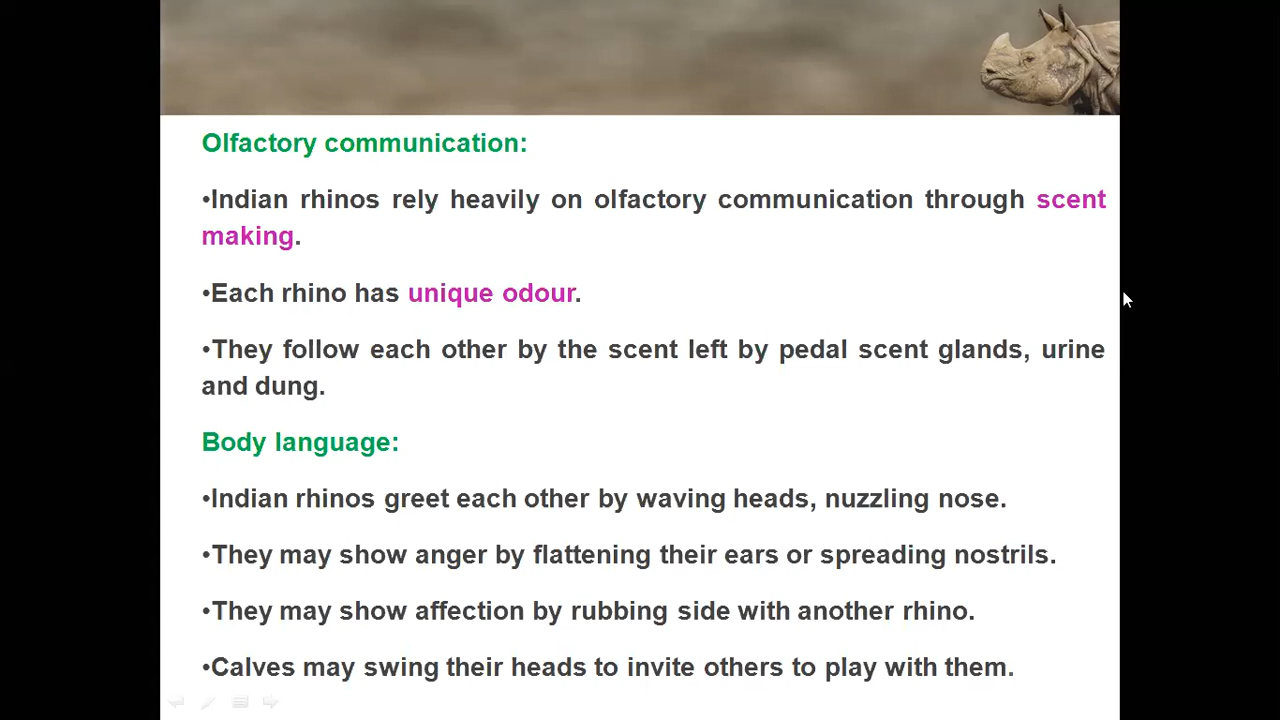 Olfactory communication:
•Indian rhinos rely heavily on olfactory communication through scent
making.
•Each rhino has unique odour.
•They follow each other by the scent left by pedal scent glands, urine
and dung.
Body language:
•Indian rhinos greet each other by waving heads, nuzzling nose.
•They may show anger by flattening their ears or spreading nostrils.
•They may show affection by rubbing side with another rhino.
•Calves may swing their heads to invite others to play with them.